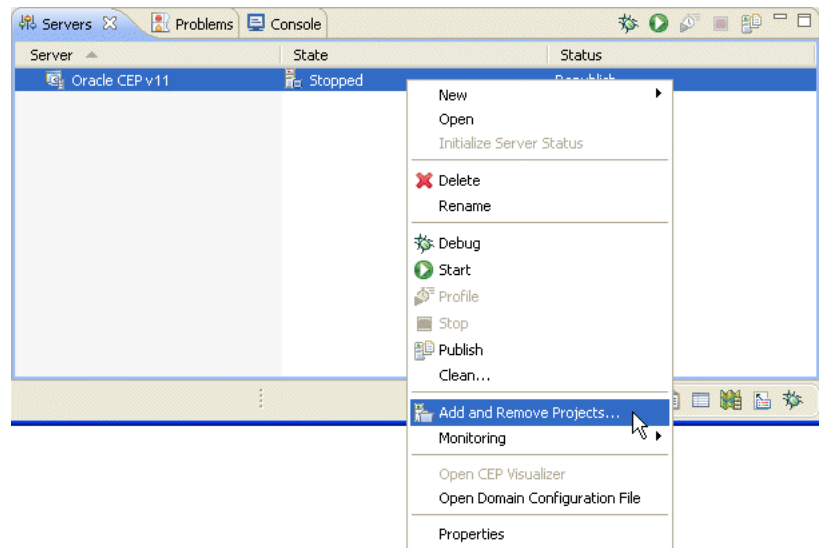 Servers Problems Console
Server State Status
Oracle CEP v11 Stopped Republish
New
Open
Initialize Server Status
Delete
Rename
Debug
Start
Profile
Stop
Publish
Clean...
Add and Remove Projects...
Monitoring
Open CEP Visualizer
Open Domain Configuration File
Properties